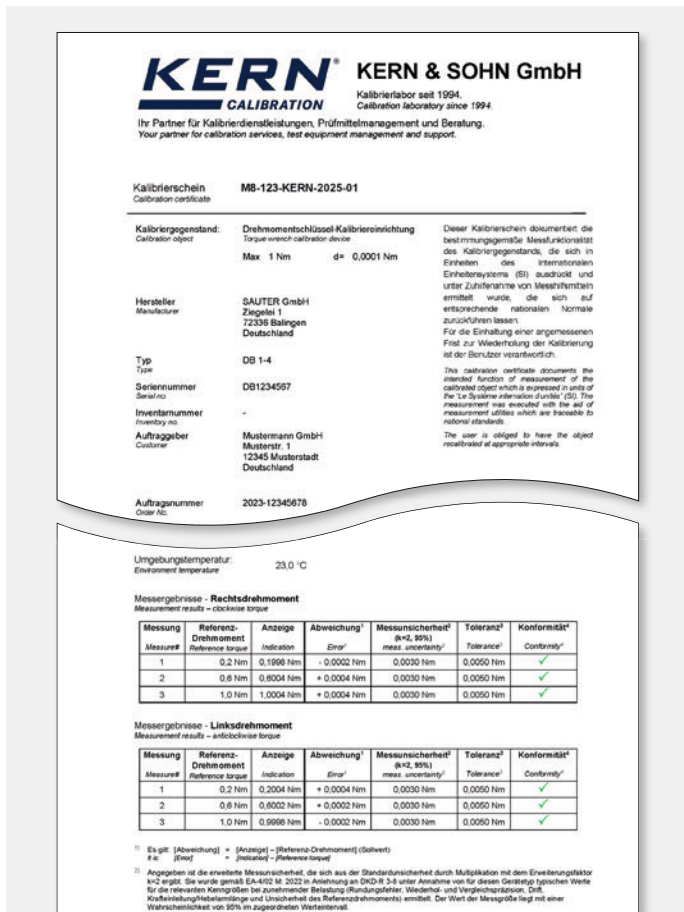 KERN®
CALIBRATION
KERN & SOHN GmbH
Kalibrierlabor seit 1994.
Calibration laboratory since 1994.
Ihr Partner für Kalibrierdienstleistungen, Prüfmittelmanagement und Beratung.
Your partner for calibration services, test equipment management and support.
Kalibrierschein M8-123-KERN-2025-01
Calibration certificate
Kalibriergegenstand: Drehmomentschlüssel-Kalibriereinrichtung
Calibration object Torque wrench calibration device
Max 1 Nm d= 0,0001 Nm
Hersteller SAUTER GmbH
Manufacturer Ziegelei 1
72336 Balingen
Deutschland
Typ DB 1-4
Type
Seriennummer DB1234567
Serial no.
Inventarnummer -
Inventory no.
Auftraggeber Mustermann GmbH
Customer Musterstr. 1
12345 Musterstadt
Deutschland
Auftragsnummer 2023-12345678
Order No.
Dieser Kalibrierschein dokumentiert die
bestimmungsgemäße Messfunktionalität
des Kalibriergegenstands, die sich in
Einheiten des Internationalen
Einheitensystems (SI) ausdrückt und
unter Zuhilfenahme von Messhilfsmitteln
ermittelt wurde, die sich auf
entsprechende nationalen Normale
zurückführen lassen.
Für die Einhaltung einer angemessenen
Frist zur Wiederholung der Kalibrierung
ist der Benutzer verantwortlich.
This calibration certificate documents the
intended function of measurement of the
calibrated object which is expressed in units of
the "Le Système internation d'unités" (SI). The
measurement was executed with the aid of
measurement utilities which are traceable to
national standards.
The user is obliged to have the object
recalibrated at appropriate intervals.
Umgebungstemperatur: 23,0 °C
Environment temperature
Messergebnisse - Rechtsdrehmoment
Measurement results – clockwise torque
Messung Referenz- Anzeige Abweichung¹ Messunsicherheit² Toleranz³ Konformität⁴
Drehmoment (k=2, 95%)
Measure# Reference torque Indication Error¹ meas. uncertainty² Tolerance³ Conformity⁴
1 0,2 Nm 0,1998 Nm - 0,0002 Nm 0,0030 Nm 0,0050 Nm ✓
2 0,6 Nm 0,6004 Nm + 0,0004 Nm 0,0030 Nm 0,0050 Nm ✓
3 1,0 Nm 1,0004 Nm + 0,0004 Nm 0,0030 Nm 0,0050 Nm ✓
Messergebnisse - Linksdrehmoment
Measurement results – anticlockwise torque
Messung Referenz- Anzeige Abweichung¹ Messunsicherheit² Toleranz³ Konformität⁴
Drehmoment (k=2, 95%)
Measure# Reference torque Indication Error¹ meas. uncertainty² Tolerance³ Conformity⁴
1 0,2 Nm 0,2004 Nm + 0,0004 Nm 0,0030 Nm 0,0050 Nm ✓
2 0,6 Nm 0,6002 Nm + 0,0002 Nm 0,0030 Nm 0,0050 Nm ✓
3 1,0 Nm 0,9998 Nm - 0,0002 Nm 0,0030 Nm 0,0050 Nm ✓
¹⁾ Es gilt: [Abweichung] = [Anzeige] – [Referenz-Drehmoment] (Sollwert)
It is: [Error] = [Indication] – [Reference torque]
²⁾ Angegeben ist die erweiterte Messunsicherheit, die sich aus der Standardunsicherheit durch Multiplikation mit dem Erweiterungsfaktor
k=2 ergibt. Sie wurde gemäß EA-4/02 M: 2022 in Anlehnung an DKD-R 3-8 unter Annahme von für diesen Gerätetyp typischen Werte
für die relevanten Kenngrößen bei zunehmender Belastung (Rundungsfehler, Wiederhol- und Vergleichspräzision, Drift,
Krafteinleitung/Hebelarmlänge und Unsicherheit des Referenzdrehmoments) ermittelt. Der Wert der Messgröße liegt mit einer
Wahrscheinlichkeit von 95% im zugeordneten Werteintervall.